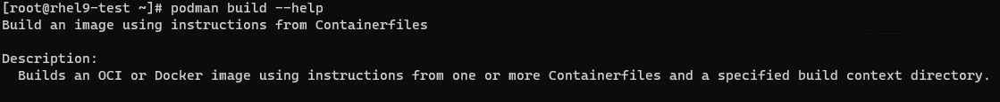 [root@rhel9-test ~]# podman build --help
Build an image using instructions from Containerfiles
Description:
Builds an OCI or Docker image using instructions from one or more Containerfiles and a specified build context directory.